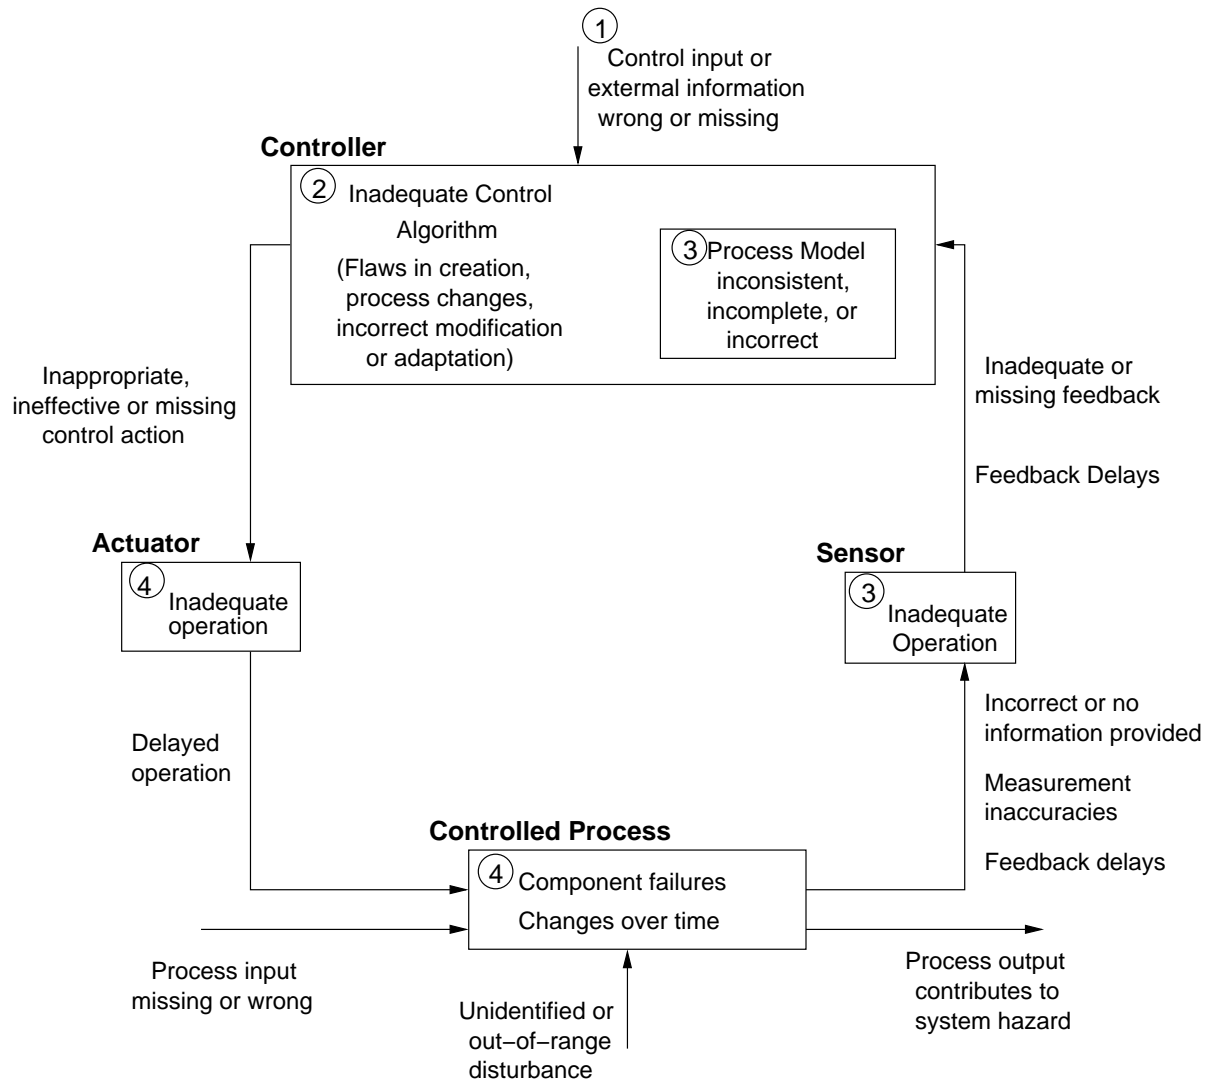 1
Control input or
extermal information
wrong or missing
Controller
2
Inadequate Control
Algorithm
(Flaws in creation,
process changes,
incorrect modification
or adaptation)
3
Process Model
inconsistent,
incomplete, or
incorrect
Inappropriate,
ineffective or missing
control action
Inadequate or
missing feedback
Feedback Delays
Actuator
4
Inadequate
operation
Sensor
3
Inadequate
Operation
Delayed
operation
Incorrect or no
information provided
Measurement
inaccuracies
Feedback delays
Controlled Process
4
Component failures
Changes over time
Process input
missing or wrong
Unidentified or
out−of−range
disturbance
Process output
contributes to
system hazard